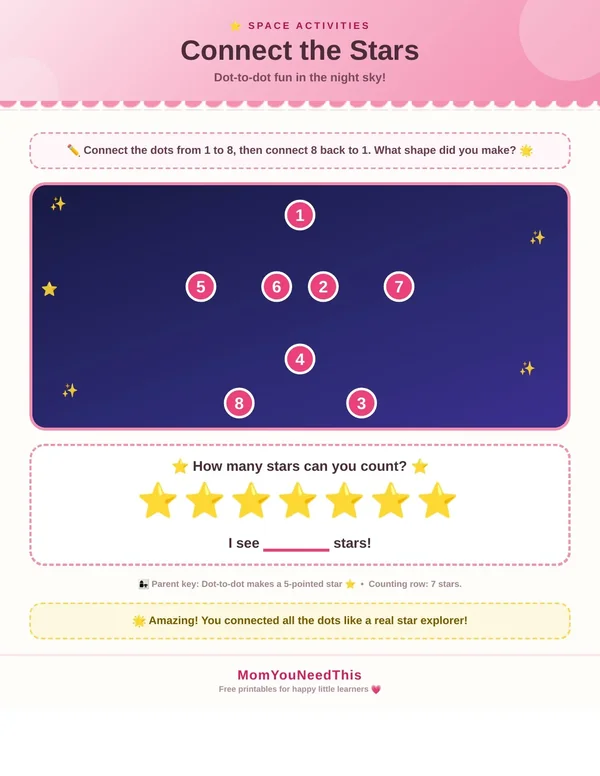 ⭐ SPACE ACTIVITIES
Connect the Stars
Dot-to-dot fun in the night sky!
✏️ Connect the dots from 1 to 8, then connect 8 back to 1. What shape did you make? 🌟
1
5 6 2 7
4
8 3
⭐ How many stars can you count? ⭐
I see ________ stars!
👩‍👧 Parent key: Dot-to-dot makes a 5-pointed star ⭐ • Counting row: 7 stars.
🌟 Amazing! You connected all the dots like a real star explorer!
MomYouNeedThis
Free printables for happy little learners 💗